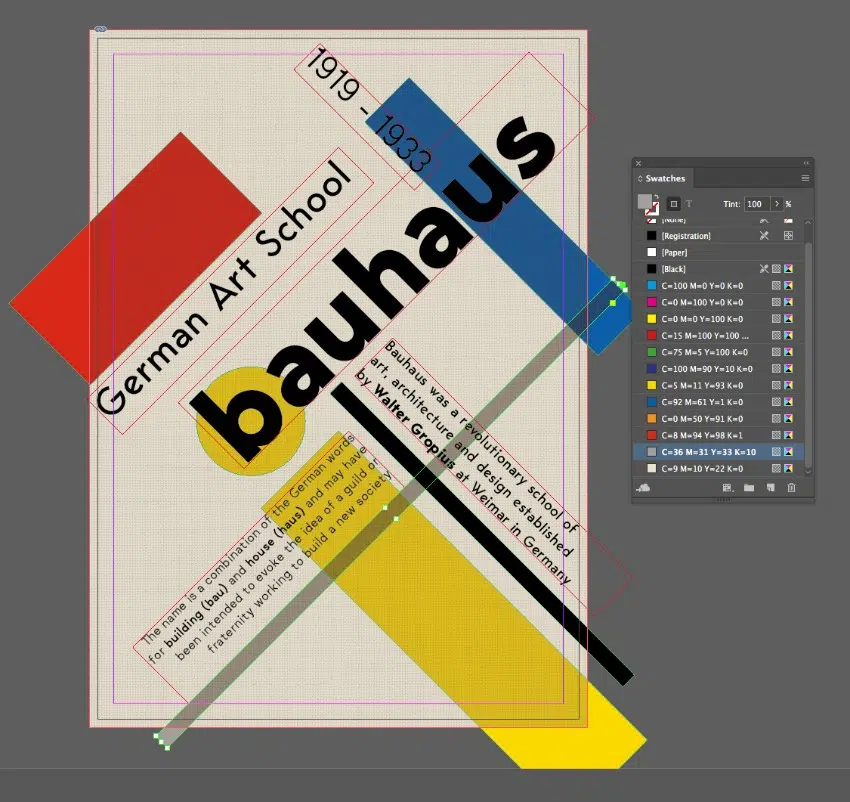 1919 - 1933
German Art School
bauhaus
Bauhaus was a revolutionary school of
art, architecture and design established
by Walter Gropius at Weimar in Germany
The name is a combination of the German words
for building (bau) and house (haus) and may have
been intended to evoke the idea of a guild or
fraternity working to build a new society
Swatches
T
Tint: 100 > %
[None]
[Registration]
[Paper]
[Black]
C=100 M=0 Y=0 K=0
C=0 M=100 Y=0 K=0
C=0 M=0 Y=100 K=0
C=15 M=100 Y=100 ...
C=75 M=5 Y=100 K=0
C=100 M=90 Y=10 K=0
C=5 M=11 Y=93 K=0
C=92 M=61 Y=1 K=0
C=0 M=50 Y=91 K=0
C=8 M=94 Y=98 K=1
C=36 M=31 Y=33 K=10
C=9 M=10 Y=22 K=0